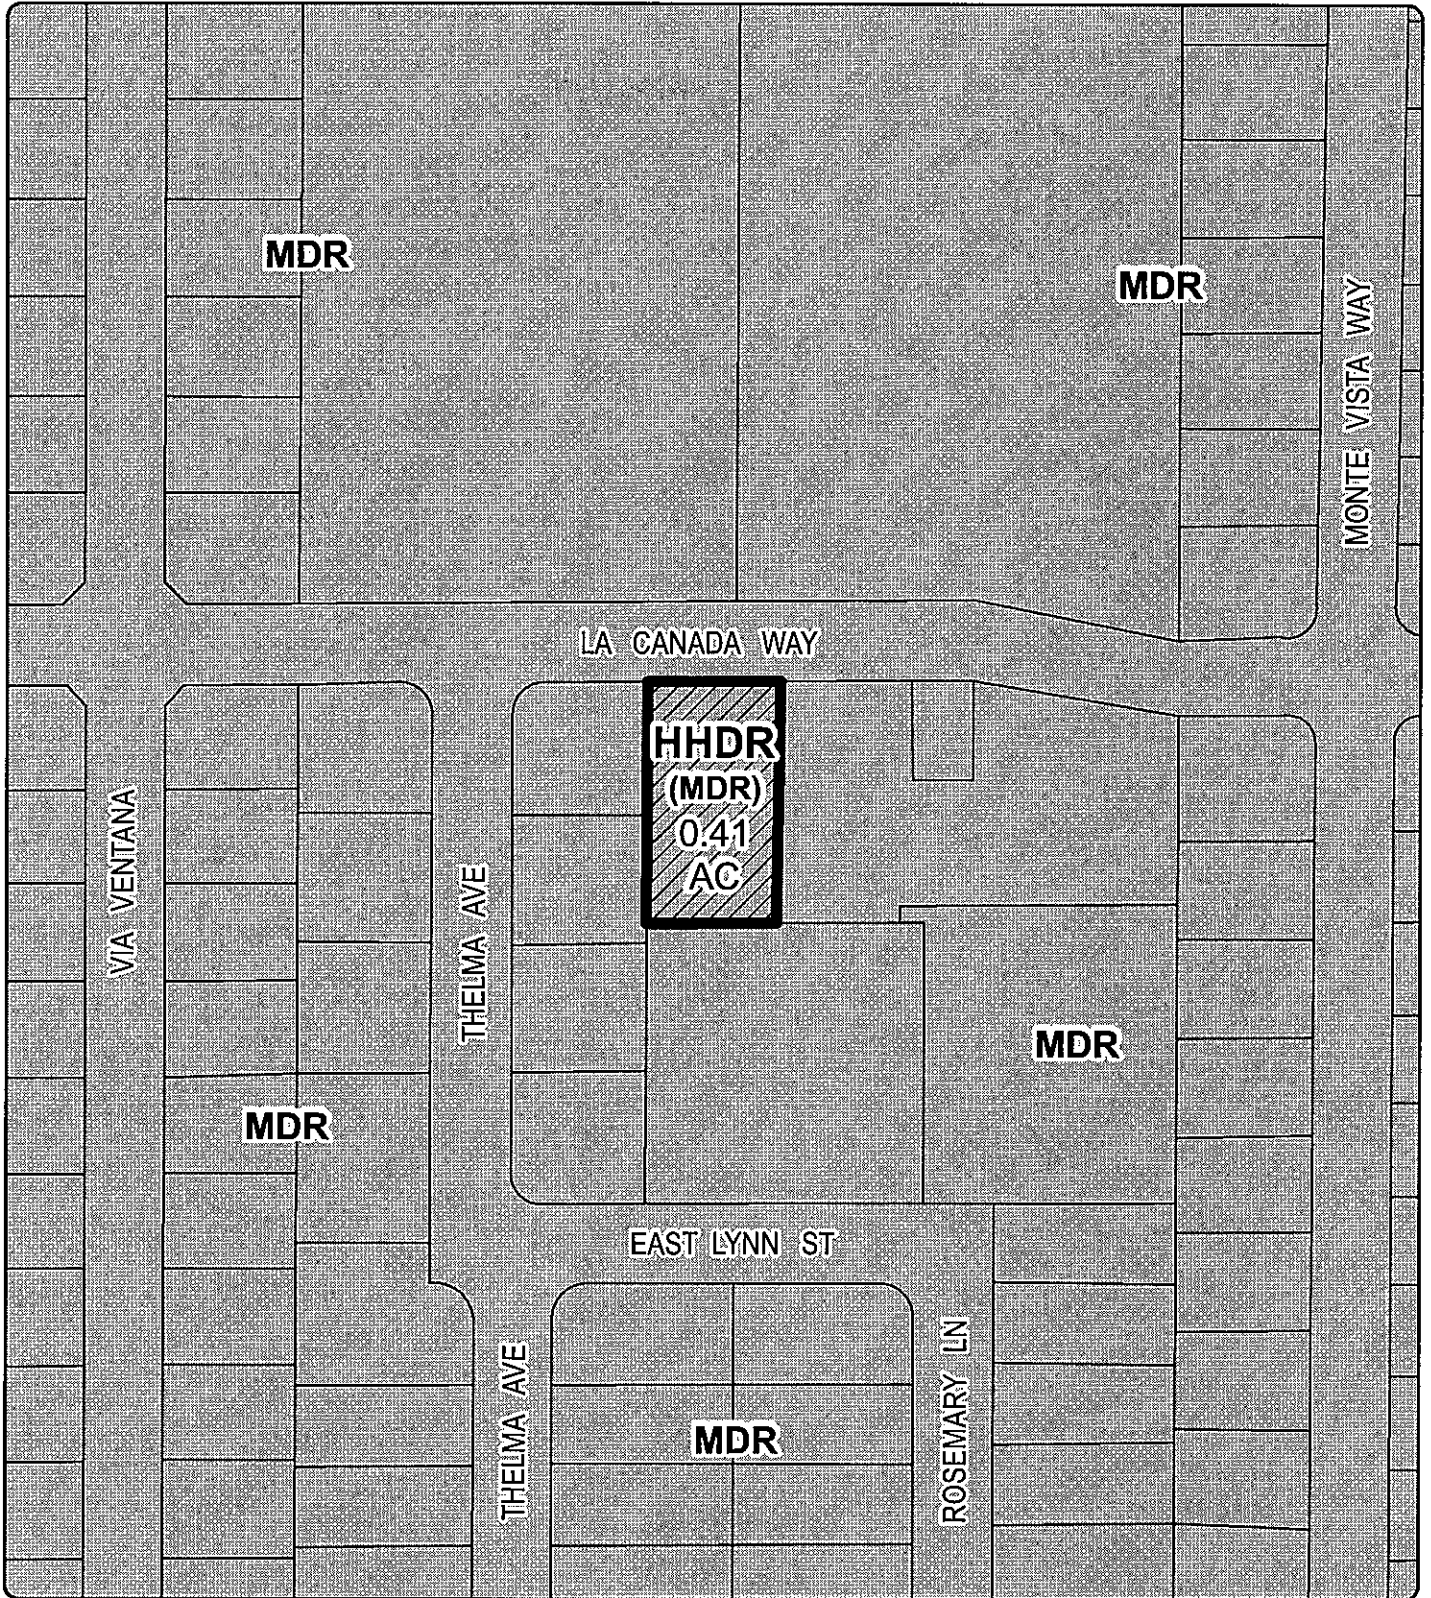 MDR
MDR
MONTE VISTA WAY
LA CANADA WAY
HHDR
(MDR)
0.41
AC
VIA VENTANA
THELMA AVE
MDR
MDR
EAST LYNN ST
THELMA AVE
ROSEMARY LN
MDR